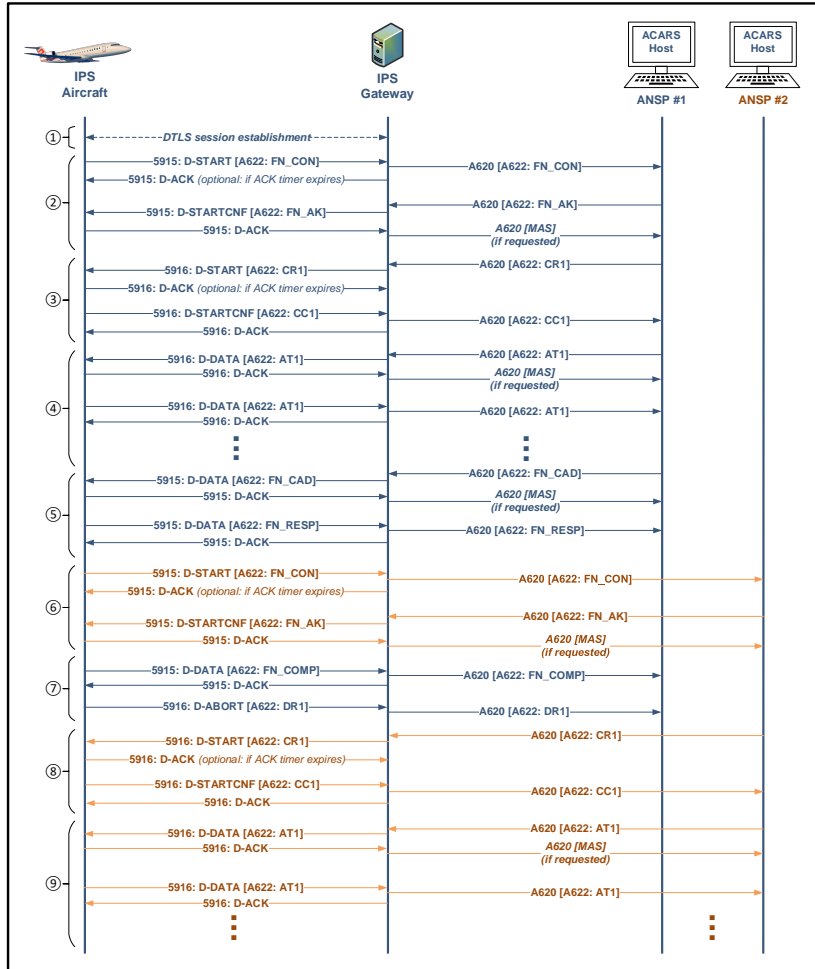 ACARS
Host
ACARS
Host
IPS
Aircraft
IPS
Gateway
ANSP #1
ANSP #2
①
DTLS session establishment
②
5915: D-START [A622: FN_CON]
A620 [A622: FN_CON]
5915: D-ACK (optional: if ACK timer expires)
A620 [A622: FN_AK]
5915: D-STARTCNF [A622: FN_AK]
5915: D-ACK
A620 [MAS]
(if requested)
③
A620 [A622: CR1]
5916: D-START [A622: CR1]
5916: D-ACK (optional: if ACK timer expires)
5916: D-STARTCNF [A622: CC1]
A620 [A622: CC1]
5916: D-ACK
④
A620 [A622: AT1]
5916: D-DATA [A622: AT1]
5916: D-ACK
A620 [MAS]
(if requested)
5916: D-DATA [A622: AT1]
A620 [A622: AT1]
5916: D-ACK
⑤
A620 [A622: FN_CAD]
5915: D-DATA [A622: FN_CAD]
5915: D-ACK
A620 [MAS]
(if requested)
5915: D-DATA [A622: FN_RESP]
A620 [A622: FN_RESP]
5915: D-ACK
⑥
5915: D-START [A622: FN_CON]
A620 [A622: FN_CON]
5915: D-ACK (optional: if ACK timer expires)
A620 [A622: FN_AK]
5915: D-STARTCNF [A622: FN_AK]
5915: D-ACK
A620 [MAS]
(if requested)
⑦
5915: D-DATA [A622: FN_COMP]
A620 [A622: FN_COMP]
5915: D-ACK
5916: D-ABORT [A622: DR1]
A620 [A622: DR1]
⑧
A620 [A622: CR1]
5916: D-START [A622: CR1]
5916: D-ACK (optional: if ACK timer expires)
5916: D-STARTCNF [A622: CC1]
A620 [A622: CC1]
5916: D-ACK
⑨
A620 [A622: AT1]
5916: D-DATA [A622: AT1]
5916: D-ACK
A620 [MAS]
(if requested)
5916: D-DATA [A622: AT1]
A620 [A622: AT1]
5916: D-ACK